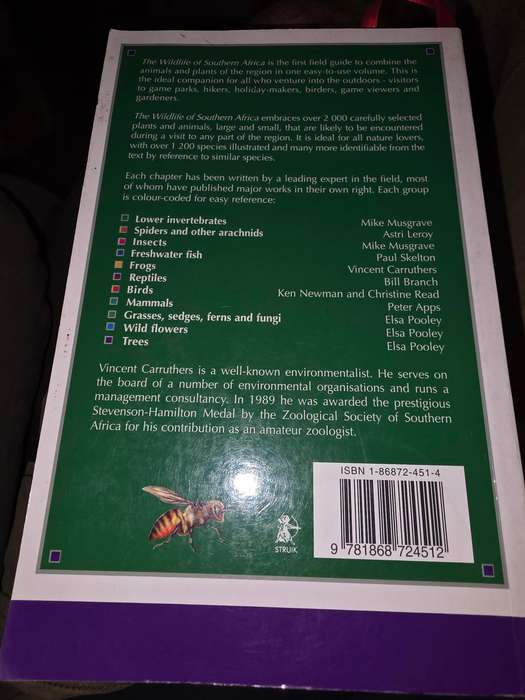 The Wildlife of Southern Africa is the first field guide to combine the
animals and plants of the region in one easy-to-use volume. This is
the ideal companion for all who venture into the outdoors - visitors
to game parks, hikers, holiday-makers, birders, game viewers and
gardeners.
The Wildlife of Southern Africa embraces over 2 000 carefully selected
plants and animals, large and small, that are likely to be encountered
during a visit to any part of the region. It is ideal for all nature lovers,
with over 1 200 species illustrated and many more identifiable from the
text by reference to similar species.
Each chapter has been written by a leading expert in the field, most
of whom have published major works in their own right. Each group
is colour-coded for easy reference:
Lower invertebrates Mike Musgrave
Spiders and other arachnids Astri Leroy
Insects Mike Musgrave
Freshwater fish Paul Skelton
Frogs Vincent Carruthers
Reptiles Bill Branch
Birds Ken Newman and Christine Read
Mammals Peter Apps
Grasses, sedges, ferns and fungi Elsa Pooley
Wild flowers Elsa Pooley
Trees Elsa Pooley
Vincent Carruthers is a well-known environmentalist. He serves on
the board of a number of environmental organisations and runs a
management consultancy. In 1989 he was awarded the prestigious
Stevenson-Hamilton Medal by the Zoological Society of Southern
Africa for his contribution as an amateur zoologist.
ISBN 1-86872-451-4
9 781868 724512
STRUIK